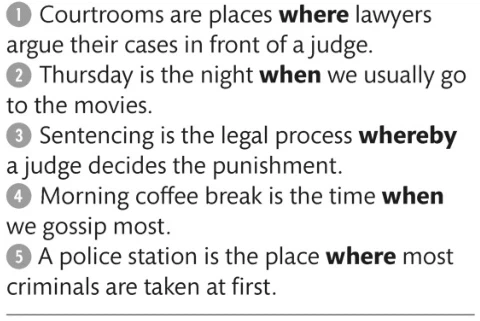 1 Courtrooms are places where lawyers
argue their cases in front of a judge.
2 Thursday is the night when we usually go
to the movies.
3 Sentencing is the legal process whereby
a judge decides the punishment.
4 Morning coffee break is the time when
we gossip most.
5 A police station is the place where most
criminals are taken at first.